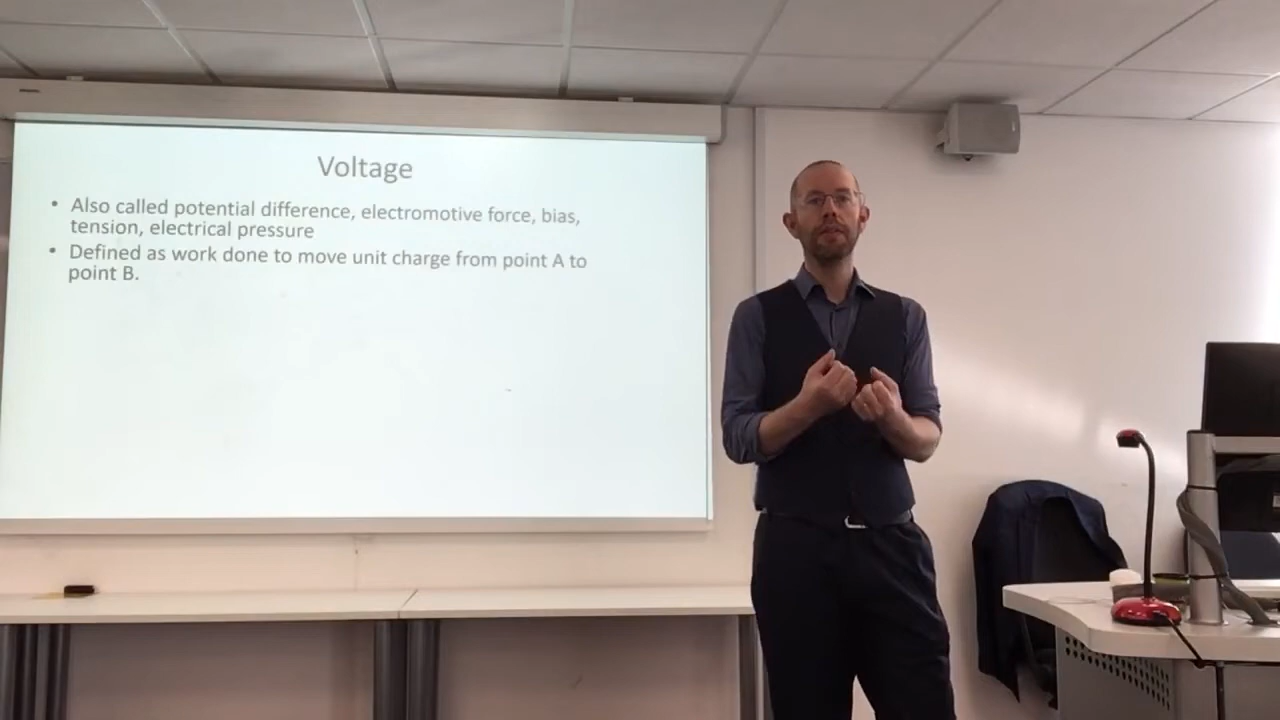 Voltage
• Also called potential difference, electromotive force, bias,
tension, electrical pressure
• Defined as work done to move unit charge from point A to
point B.